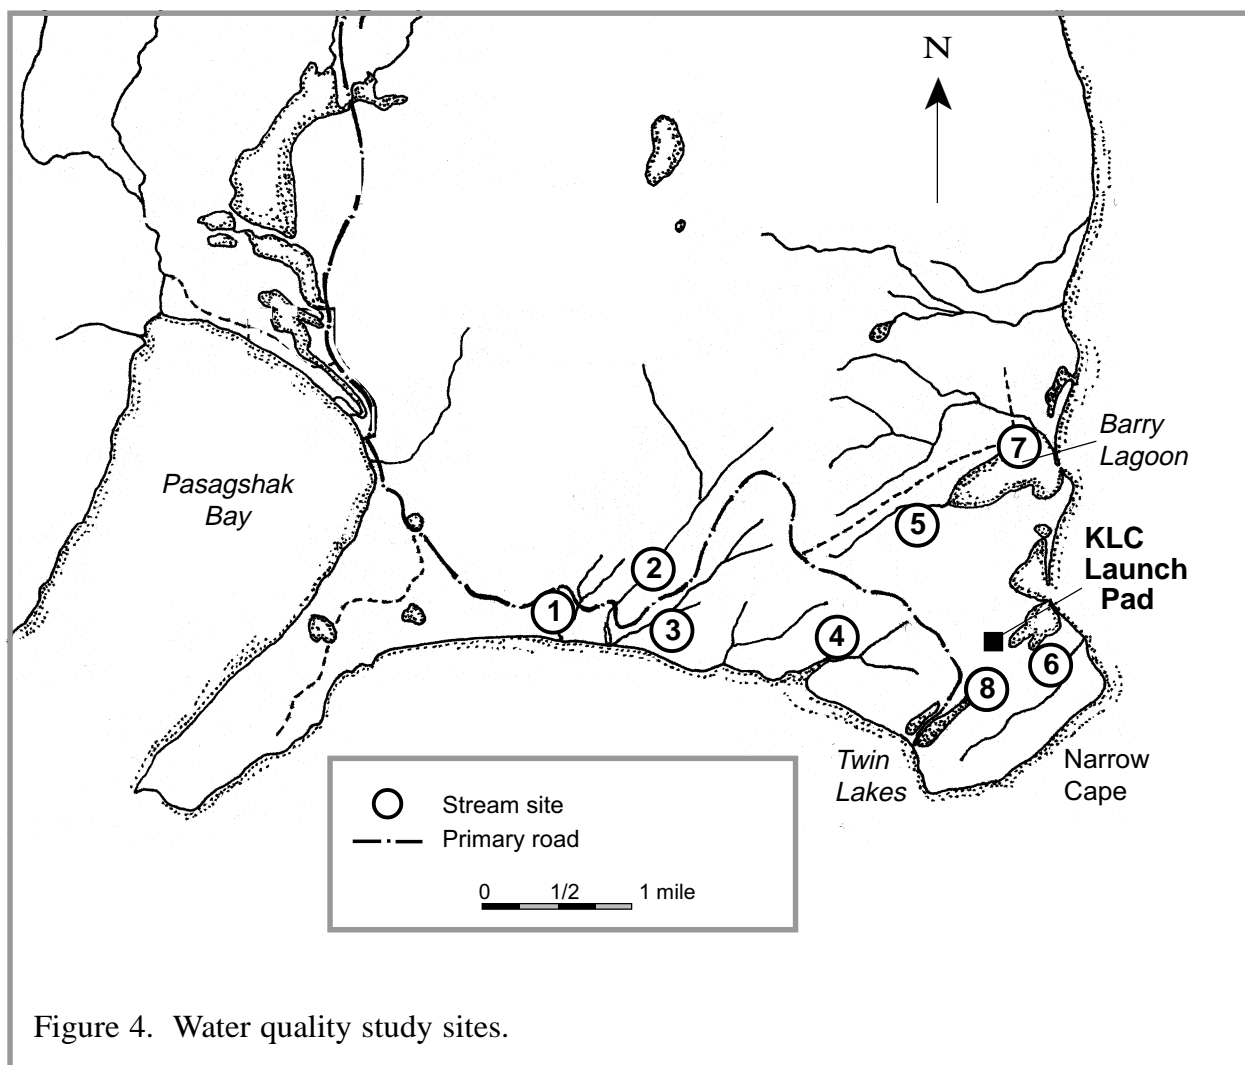 N
Pasagshak
Bay
Barry
Lagoon
7
5
KLC
Launch
Pad
1
2
3
4
6
8
Twin
Lakes
Narrow
Cape
Stream site
Primary road
0 1/2 1 mile
Figure 4. Water quality study sites.